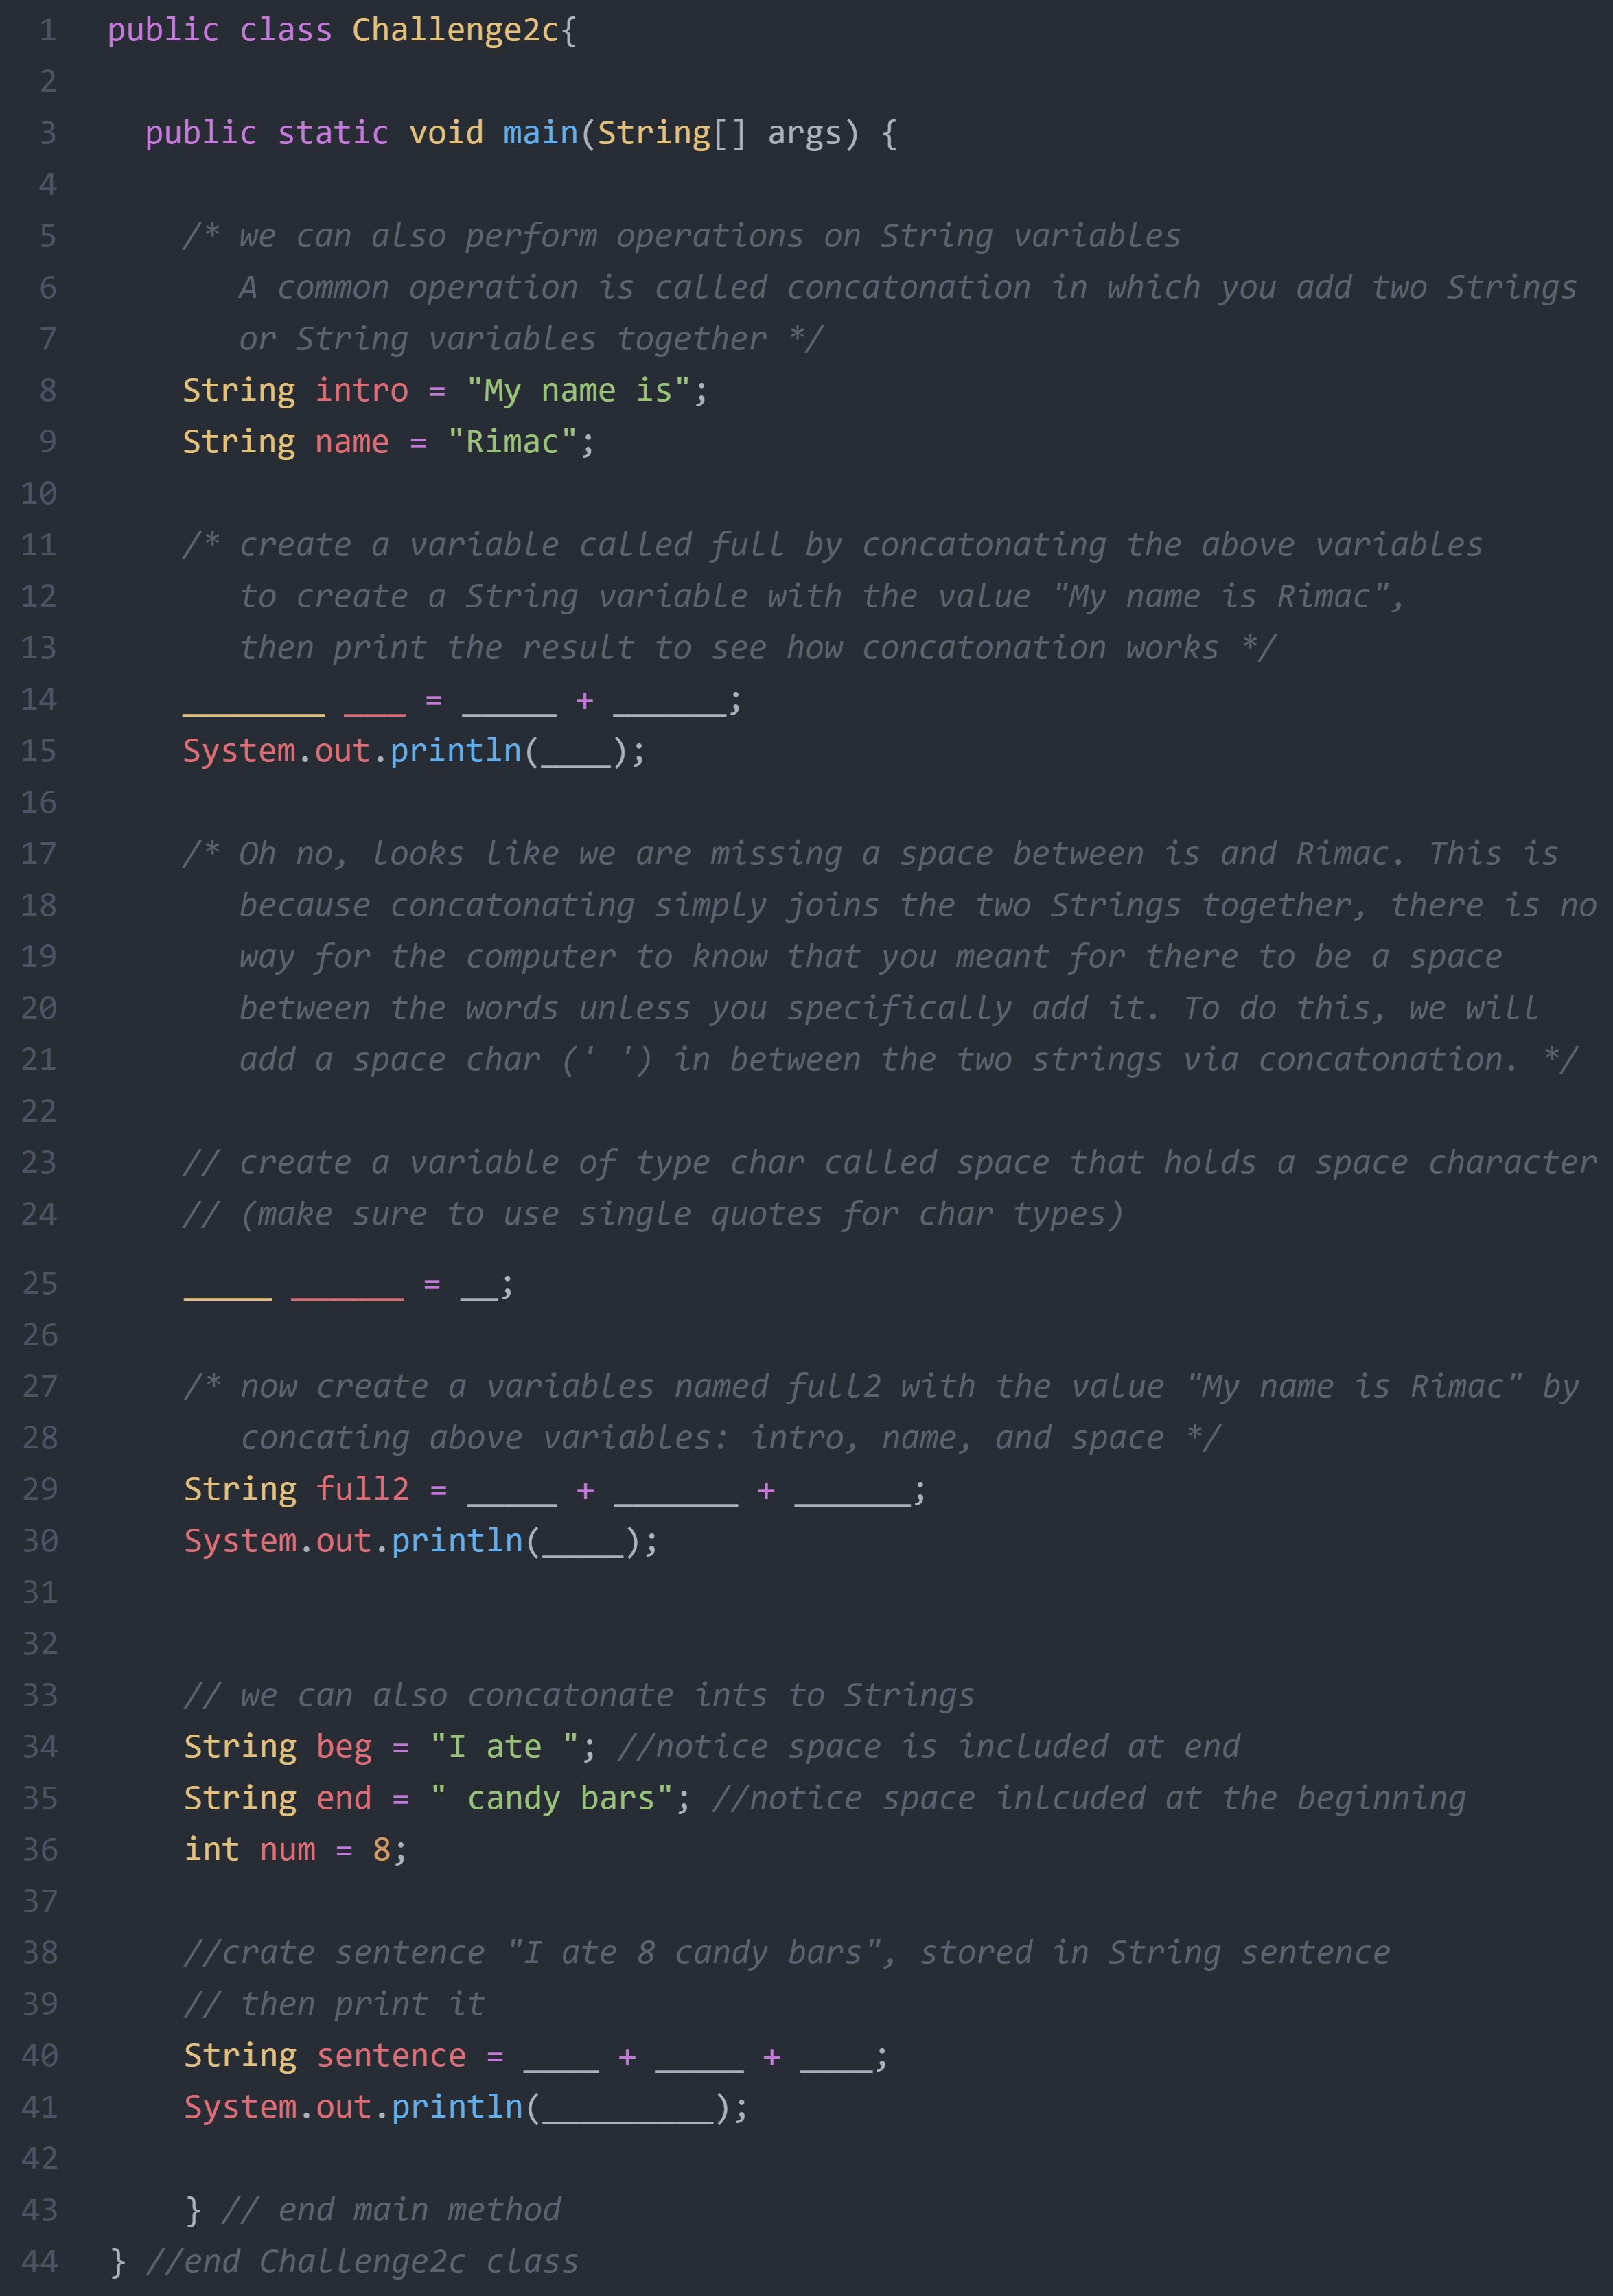 1 public class Challenge2c{
2
3 public static void main(String[] args) {
4
5 /* we can also perform operations on String variables
6 A common operation is called concatonation in which you add two Strings
7 or String variables together */
8 String intro = "My name is";
9 String name = "Rimac";
10
11 /* create a variable called full by concatonating the above variables
12 to create a String variable with the value "My name is Rimac",
13 then print the result to see how concatonation works */
14 ________ ___ = _____ + ______;
15 System.out.println(____);
16
17 /* Oh no, looks like we are missing a space between is and Rimac. This is
18 because concatonating simply joins the two Strings together, there is no
19 way for the computer to know that you meant for there to be a space
20 between the words unless you specifically add it. To do this, we will
21 add a space char (' ') in between the two strings via concatonation. */
22
23 // create a variable of type char called space that holds a space character
24 // (make sure to use single quotes for char types)
25 _____ ______ = __;
26
27 /* now create a variables named full2 with the value "My name is Rimac" by
28 concating above variables: intro, name, and space */
29 String full2 = _____ + _______ + ______;
30 System.out.println(____);
31
32
33 // we can also concatonate ints to Strings
34 String beg = "I ate "; //notice space is included at end
35 String end = " candy bars"; //notice space inlcuded at the beginning
36 int num = 8;
37
38 //crate sentence "I ate 8 candy bars", stored in String sentence
39 // then print it
40 String sentence = ____ + _____ + ____;
41 System.out.println(_________);
42
43 } // end main method
44 } //end Challenge2c class